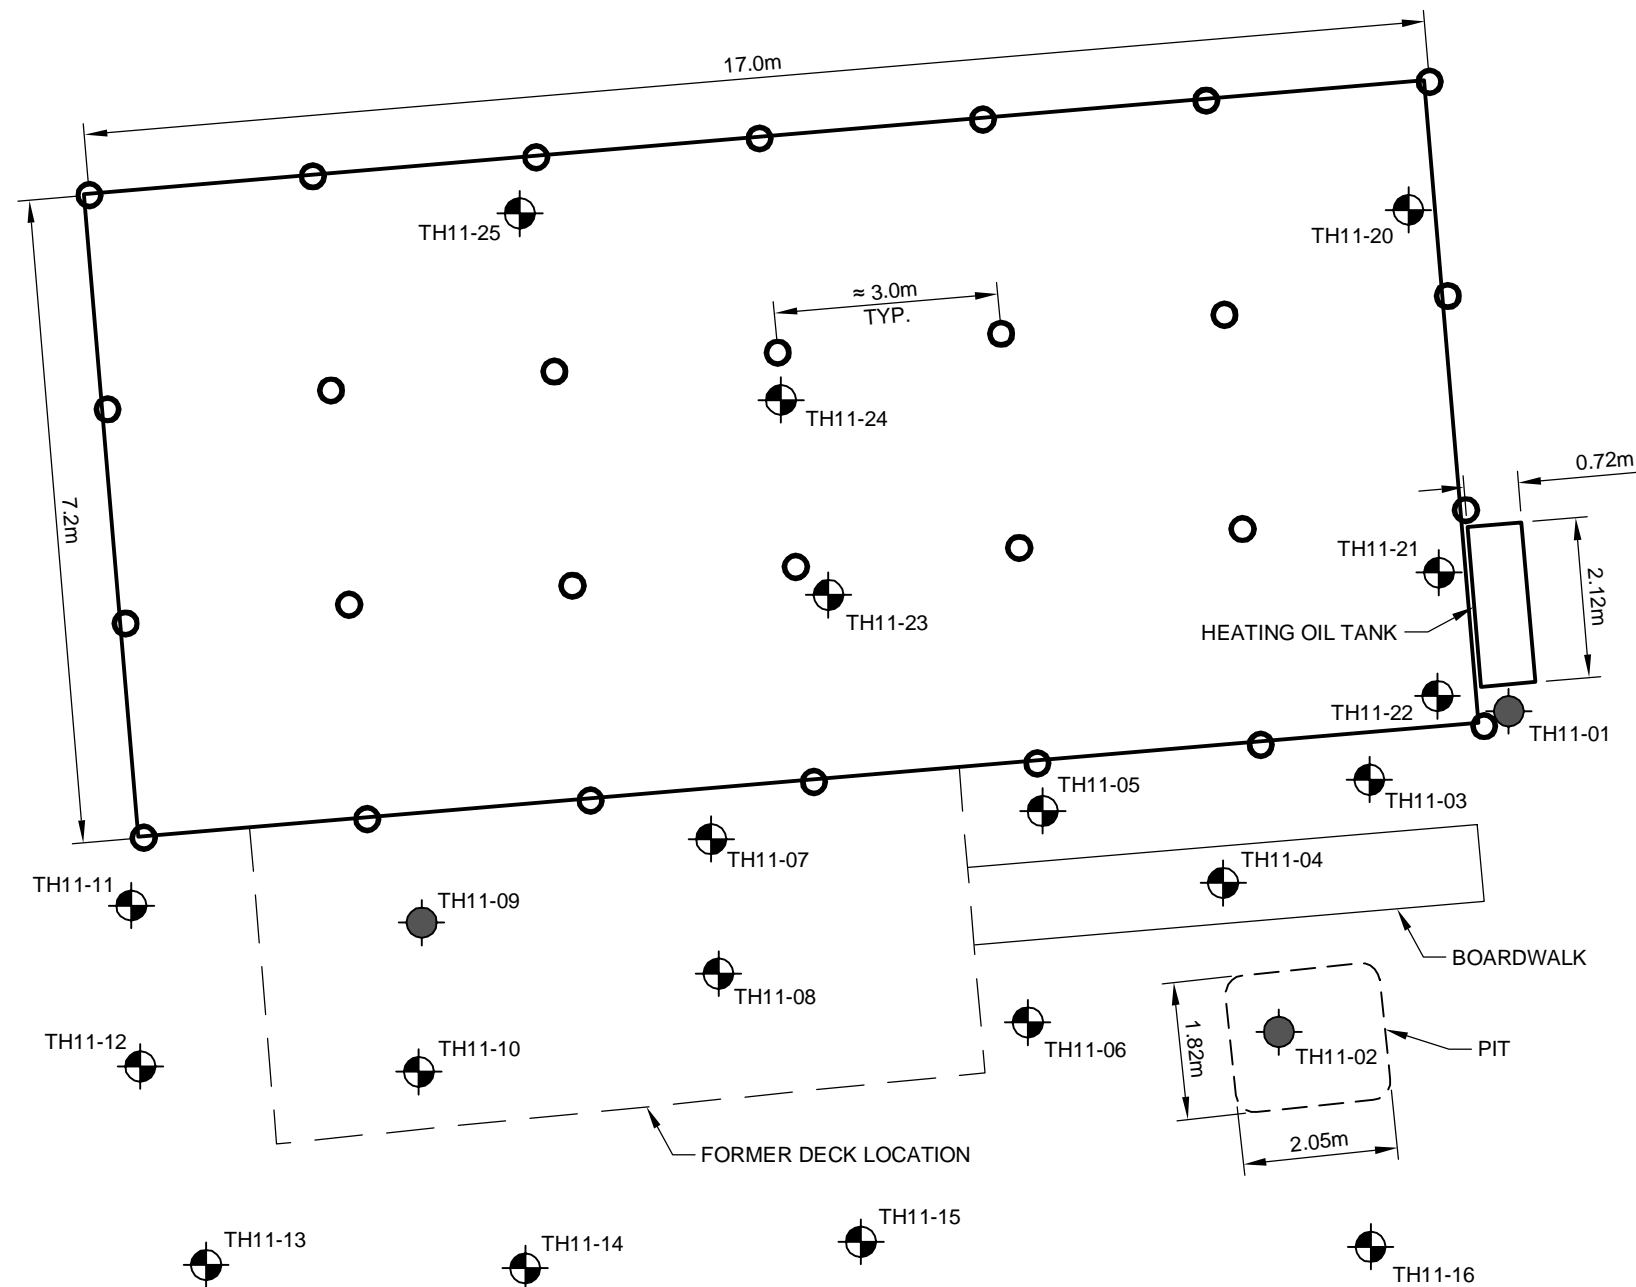 17.0m
TH11-25
TH11-20
≈ 3.0m
TYP.
TH11-24
0.72m
7.2m
TH11-21
2.12m
TH11-23
HEATING OIL TANK
TH11-22
TH11-01
TH11-05
TH11-03
TH11-07
TH11-04
TH11-11
TH11-09
BOARDWALK
TH11-08
TH11-12
TH11-10
TH11-06
1.82m
TH11-02
PIT
2.05m
FORMER DECK LOCATION
TH11-15
TH11-13
TH11-14
TH11-16